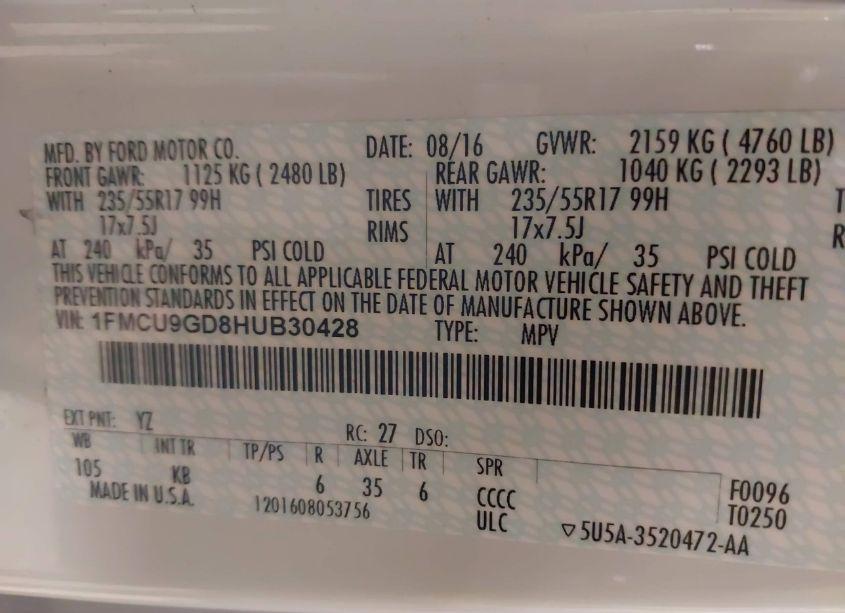 MFD. BY FORD MOTOR CO. DATE: 08/16 GVWR: 2159 KG ( 4760 LB)
FRONT GAWR: 1125 KG ( 2480 LB) REAR GAWR: 1040 KG ( 2293 LB)
WITH 235/55R17 99H TIRES WITH 235/55R17 99H T
17x7.5J RIMS 17x7.5J R
AT 240 kPa/ 35 PSI COLD AT 240 kPa/ 35 PSI COLD
THIS VEHICLE CONFORMS TO ALL APPLICABLE FEDERAL MOTOR VEHICLE SAFETY AND THEFT
PREVENTION STANDARDS IN EFFECT ON THE DATE OF MANUFACTURE SHOWN ABOVE.
VIN: 1FMCU9GD8HUB30428 TYPE: MPV
EXT PNT: YZ RC: 27 DSO:
WB INT TR TP/PS R AXLE TR SPR
105 KB 6 35 6 CCCC F0096
MADE IN U.S.A. 1201608053756 ULC T0250
▽5U5A-3520472-AA